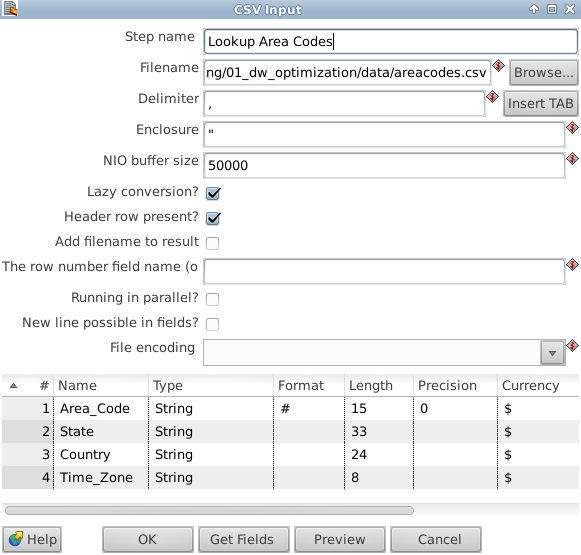 CSV Input
Step name Lookup Area Codes
Filename ng/01_dw_optimization/data/areacodes.csv Browse...
Delimiter , Insert TAB
Enclosure "
NIO buffer size 50000
Lazy conversion?
Header row present?
Add filename to result
The row number field name (o
Running in parallel?
New line possible in fields?
File encoding
# Name Type Format Length Precision Currency
1 Area_Code String # 15 0 $
2 State String 33 $
3 Country String 24 $
4 Time_Zone String 8 $
Help OK Get Fields Preview Cancel